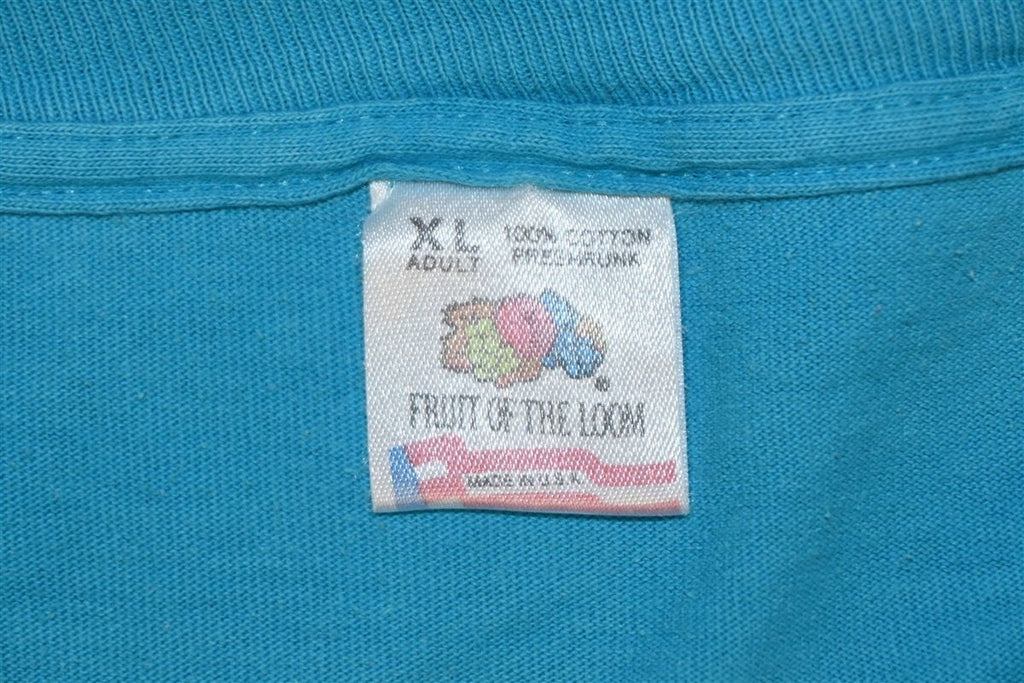 XL
ADULT
100% COTTON
PRESHRUNK
®
FRUIT OF THE LOOM
MADE IN U.S.A.